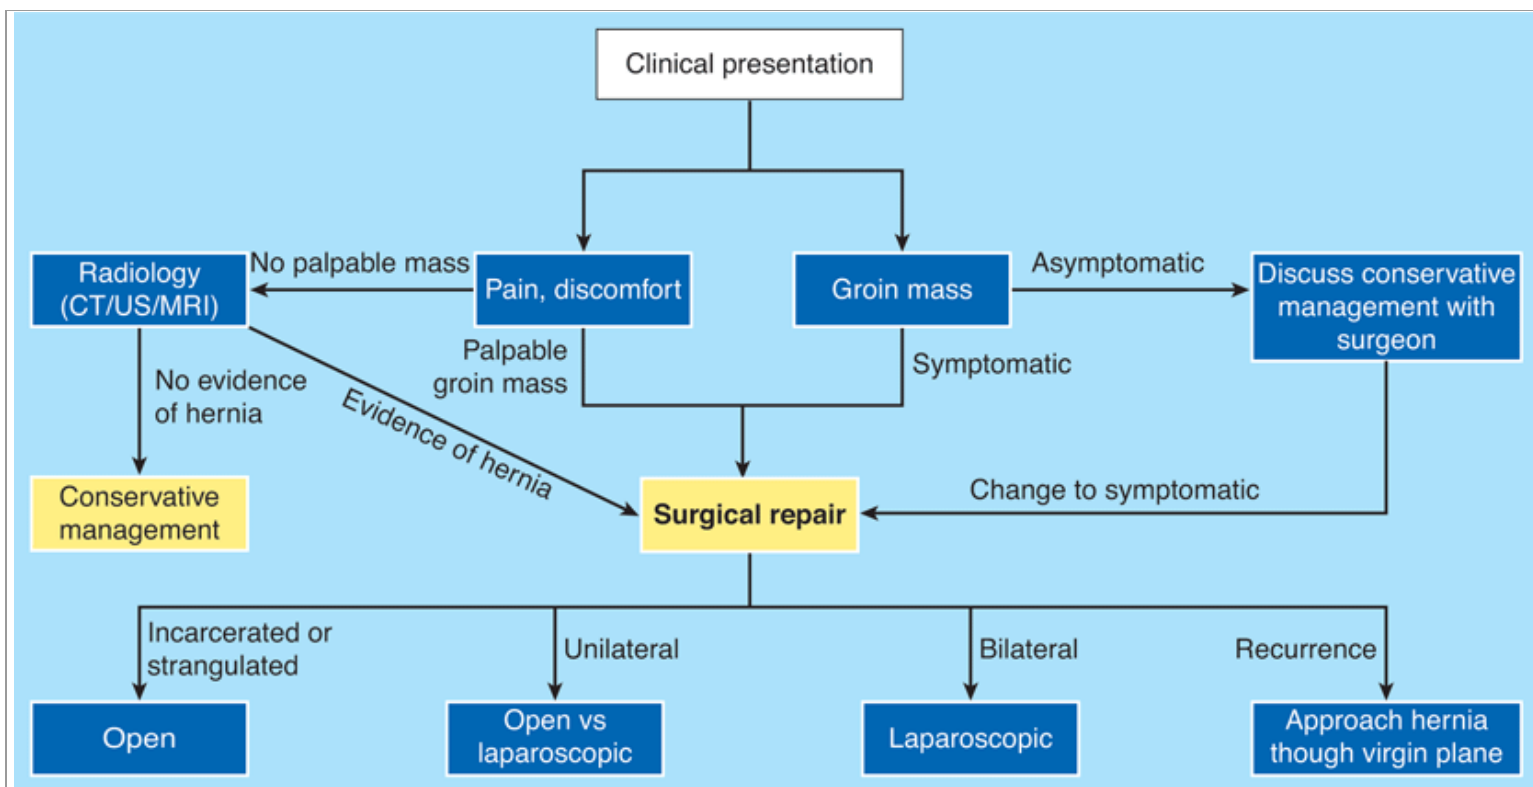 Clinical presentation
Radiology
(CT/US/MRI)
No palpable mass
Pain, discomfort
Groin mass
Asymptomatic
Discuss conservative
management with
surgeon
No evidence
of hernia
Evidence of hernia
Palpable
groin mass
Symptomatic
Conservative
management
Surgical repair
Change to symptomatic
Incarcerated or
strangulated
Unilateral
Bilateral
Recurrence
Open
Open vs
laparoscopic
Laparoscopic
Approach hernia
though virgin plane